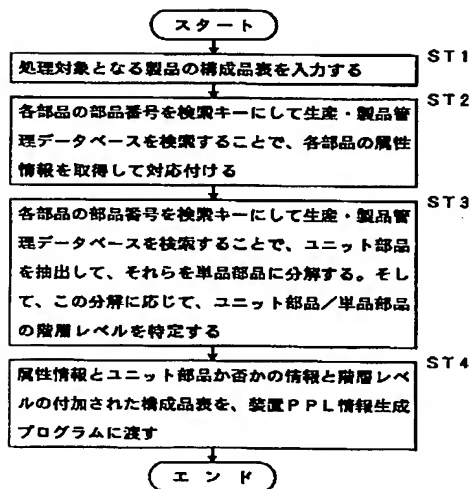 スタート
ST1
処理対象となる製品の構成品表を入力する
ST2
各部品の部品番号を検索キーにして生産・製品管
理データベースを検索することで、各部品の属性
情報を取得して対応付ける
ST3
各部品の部品番号を検索キーにして生産・製品管
理データベースを検索することで、ユニット部品
を抽出して、それらを単品部品に分解する。そし
て、この分解に応じて、ユニット部品/単品部品
の階層レベルを特定する
ST4
属性情報とユニット部品か否かの情報と階層レベ
ルの付加された構成品表を、装置PPL情報生成
プログラムに渡す
エンド